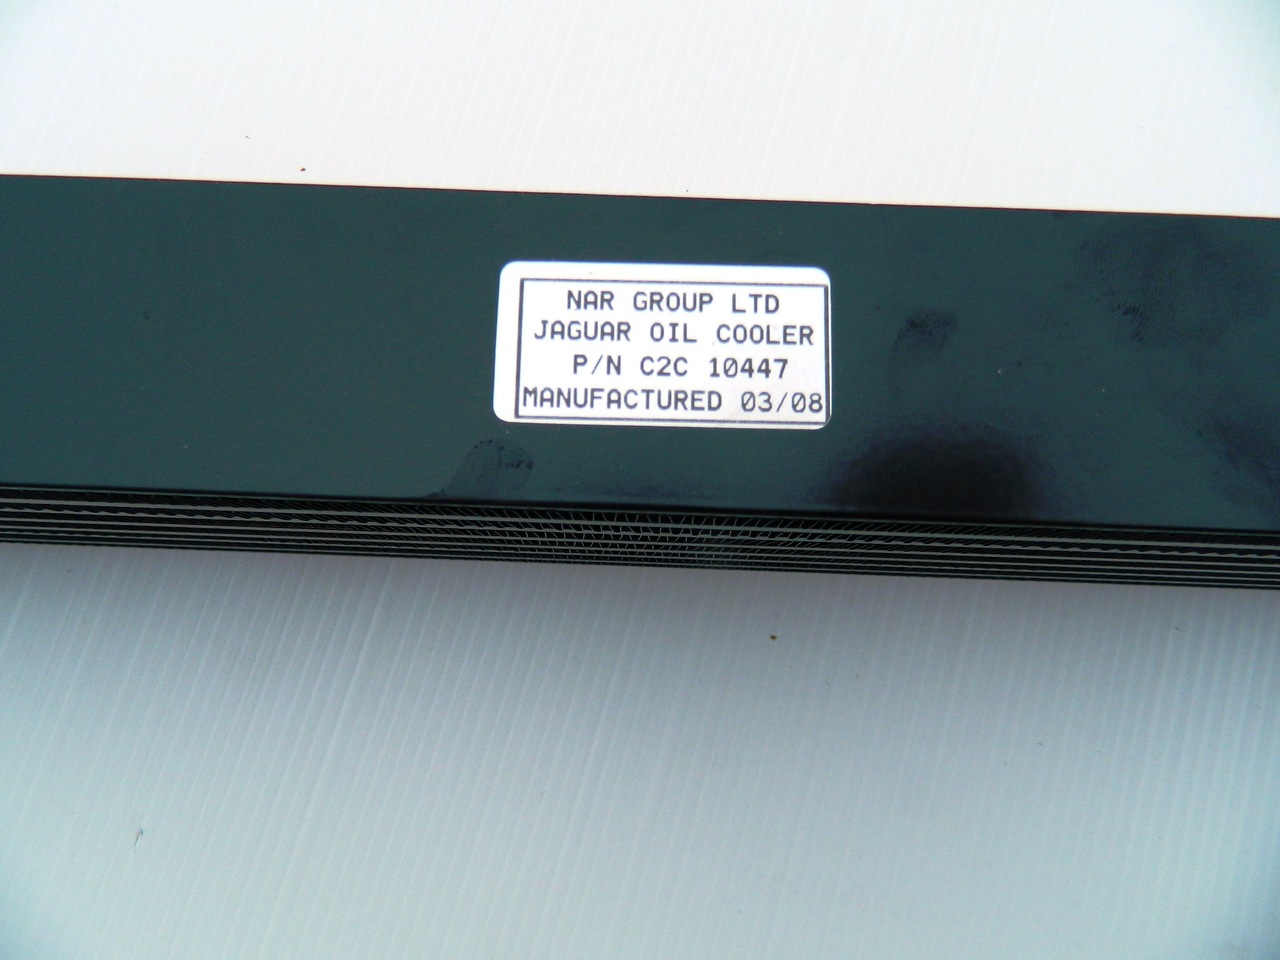 NAR GROUP LTD
JAGUAR OIL COOLER
P/N C2C 10447
MANUFACTURED 03/08